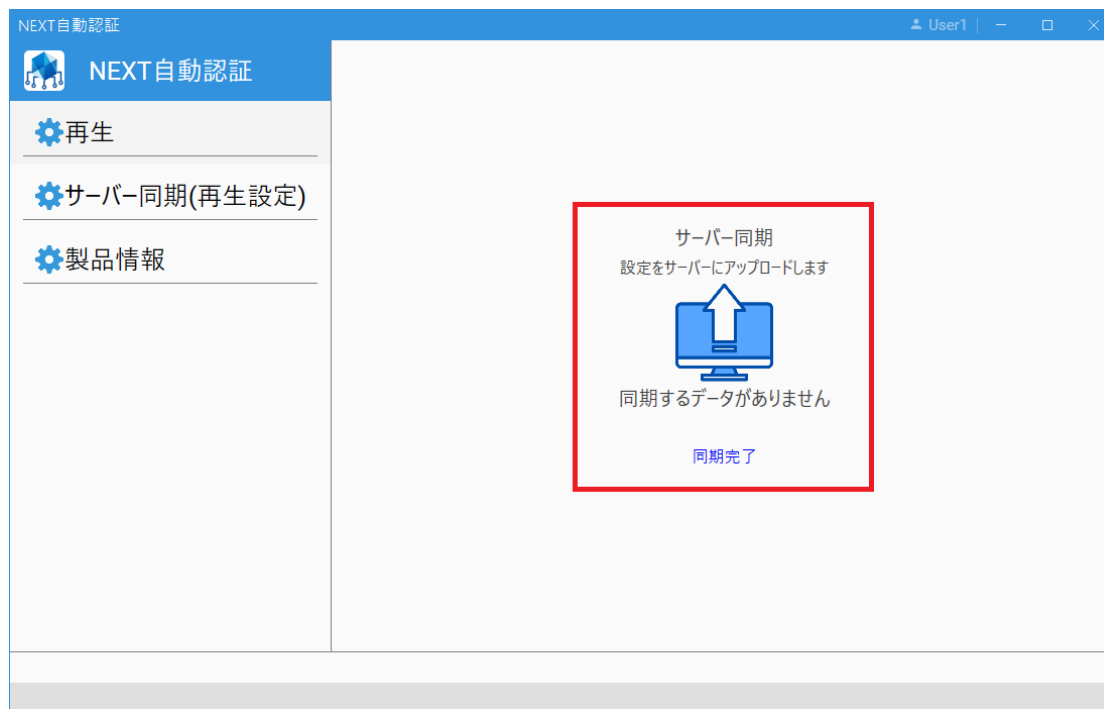 NEXT自動認証
User1
NEXT自動認証
再生
サーバー同期(再生設定)
製品情報
サーバー同期
設定をサーバーにアップロードします
同期するデータがありません
同期完了